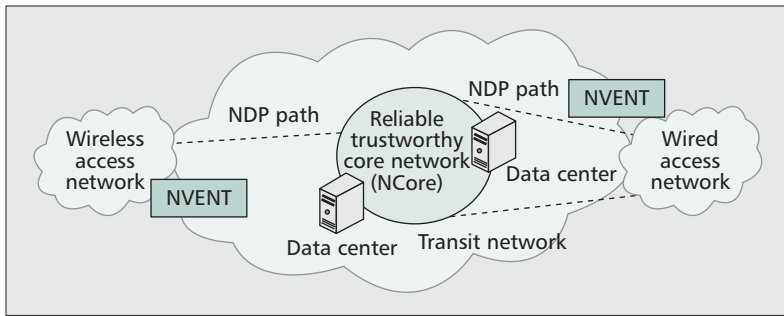 NDP path
NDP path
NVENT
Wireless
access
network
Reliable
trustworthy
core network
(NCore)
Wired
access
network
NVENT
Data center
Data center
Transit network